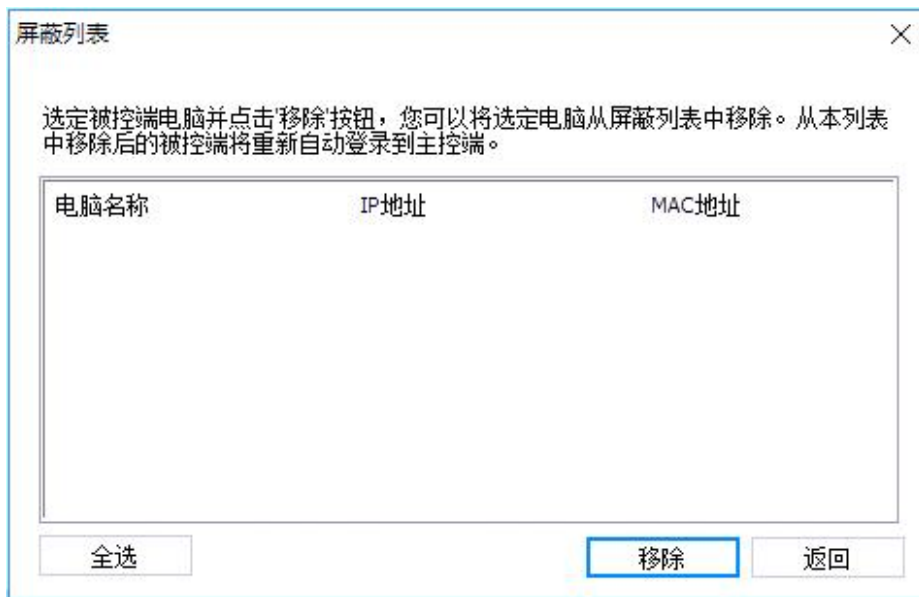 屏蔽列表
选定被控端电脑并点击'移除'按钮，您可以将选定电脑从屏蔽列表中移除。从本列表
中移除后的被控端将重新自动登录到主控端。
电脑名称 IP地址 MAC地址
全选 移除 返回